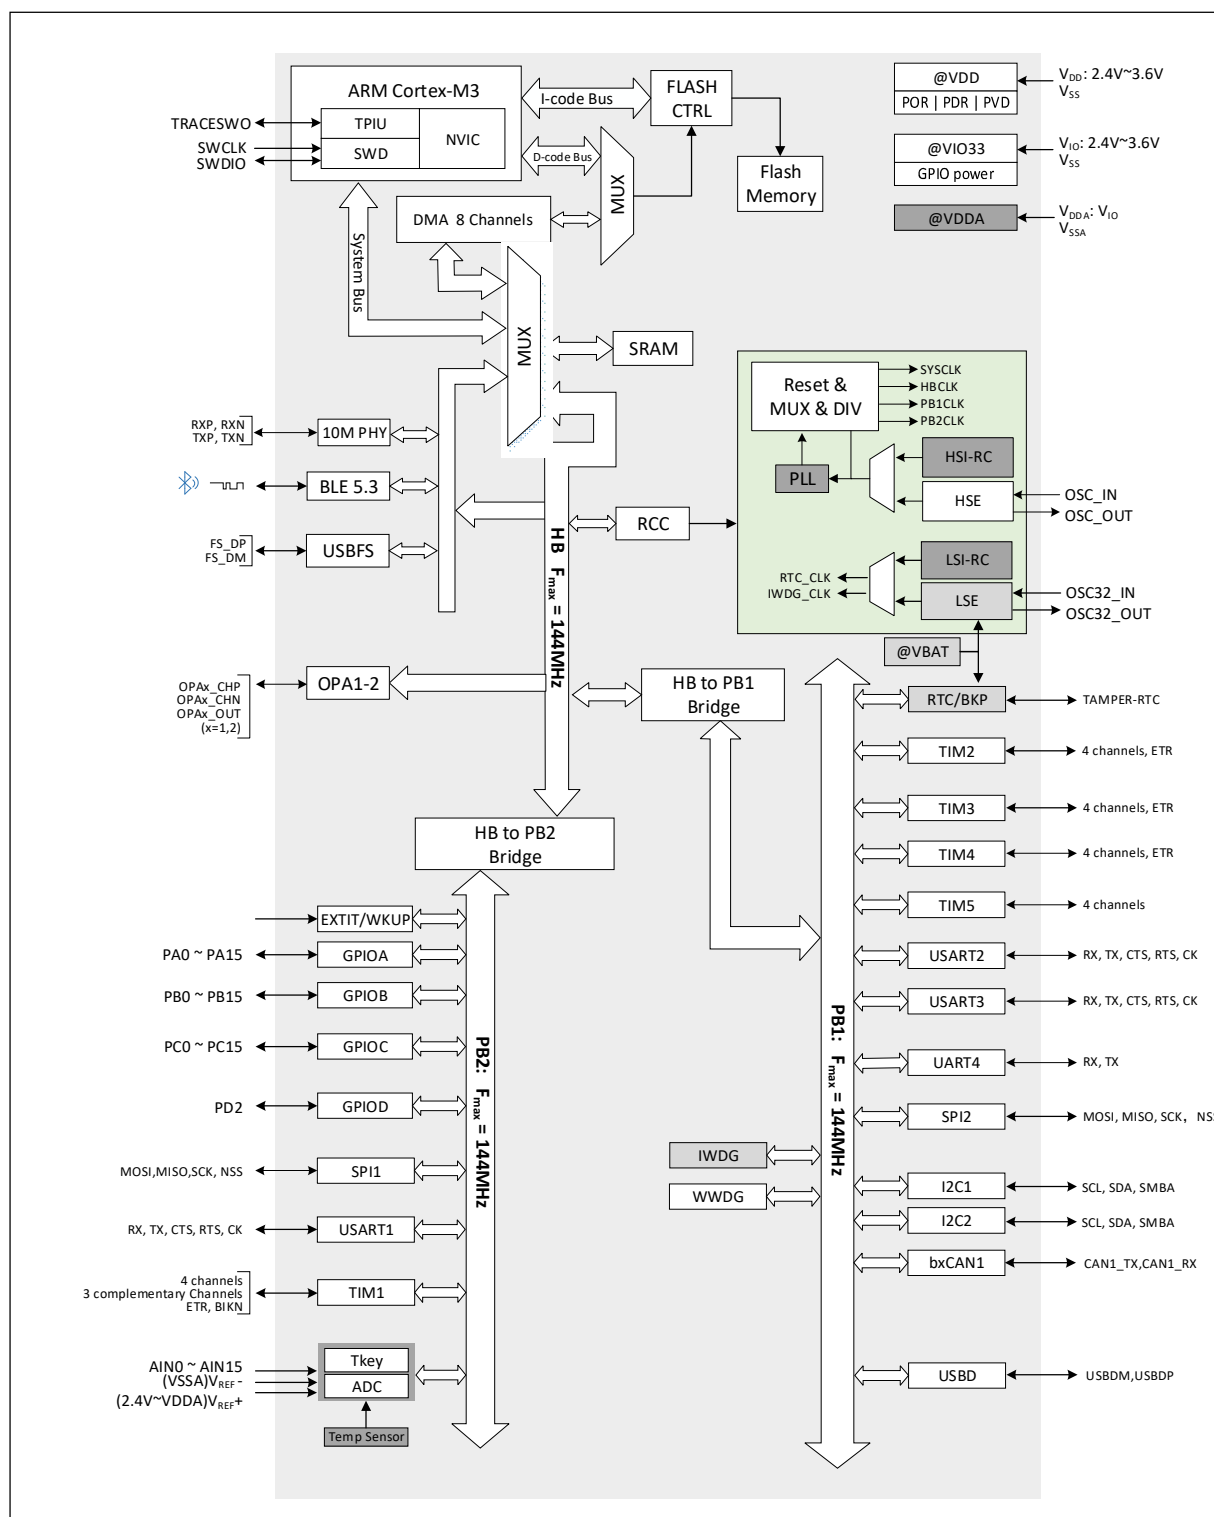 ARM Cortex-M3
TPIU
SWD
NVIC
TRACESWO
SWCLK
SWDIO
I-code Bus
D-code Bus
FLASH
CTRL
MUX
Flash
Memory
@VDD
POR | PDR | PVD
VDD: 2.4V~3.6V
VSS
@VIO33
GPIO power
VIO: 2.4V~3.6V
VSS
@VDDA
VDDA: VIO
VSSA
DMA 8 Channels
System Bus
MUX
SRAM
RXP, RXN
TXP, TXN
10M PHY
BLE 5.3
FS_DP
FS_DM
USBFS
HB Fmax = 144MHz
RCC
Reset &
MUX & DIV
SYSCLK
HBCLK
PB1CLK
PB2CLK
PLL
HSI-RC
HSE
OSC_IN
OSC_OUT
RTC_CLK
IWDG_CLK
LSI-RC
LSE
OSC32_IN
OSC32_OUT
@VBAT
OPAx_CHP
OPAx_CHN
OPAx_OUT
(x=1,2)
OPA1-2
HB to PB1
Bridge
HB to PB2
Bridge
EXTIT/WKUP
PA0 ~ PA15
GPIOA
PB0 ~ PB15
GPIOB
PC0 ~ PC15
GPIOC
PD2
GPIOD
MOSI,MISO,SCK, NSS
SPI1
RX, TX, CTS, RTS, CK
USART1
4 channels
3 complementary Channels
ETR, BIKN
TIM1
AIN0 ~ AIN15
(VSSA)VREF-
(2.4V~VDDA)VREF+
Tkey
ADC
Temp Sensor
PB2: Fmax = 144MHz
IWDG
WWDG
PB1: Fmax = 144MHz
RTC/BKP
TAMPER-RTC
TIM2
4 channels, ETR
TIM3
4 channels, ETR
TIM4
4 channels, ETR
TIM5
4 channels
USART2
RX, TX, CTS, RTS, CK
USART3
RX, TX, CTS, RTS, CK
UART4
RX, TX
SPI2
MOSI, MISO, SCK, NSS
I2C1
SCL, SDA, SMBA
I2C2
SCL, SDA, SMBA
bxCAN1
CAN1_TX,CAN1_RX
USBD
USBDM,USBDP